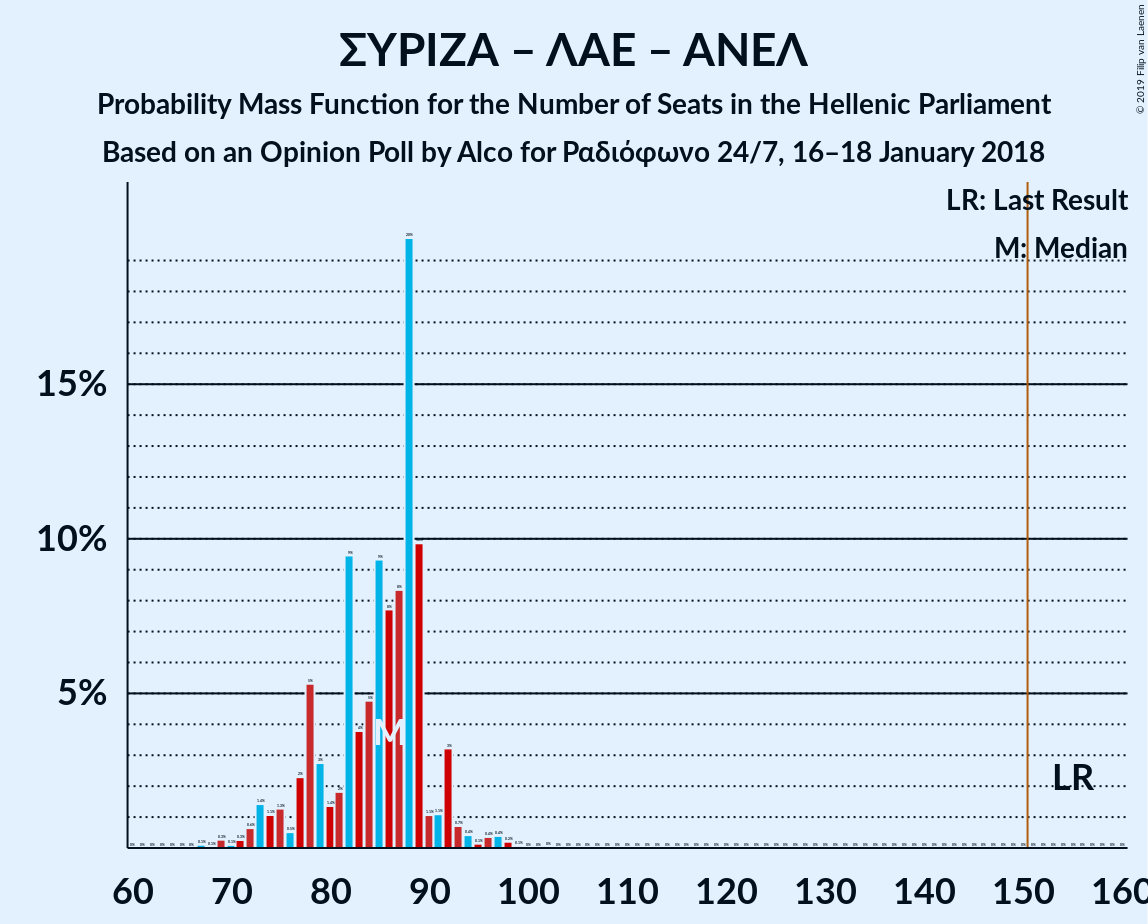 ΣΥΡΙΖΑ – ΛΑΕ – ΑΝΕΛ
Probability Mass Function for the Number of Seats in the Hellenic Parliament
Based on an Opinion Poll by Alco for Ραδιόφωνο 24/7, 16–18 January 2018
© 2019 Filip van Laenen
LR: Last Result
M: Median
15%
10%
5%
M
LR
60 70 80 90 100 110 120 130 140 150 160